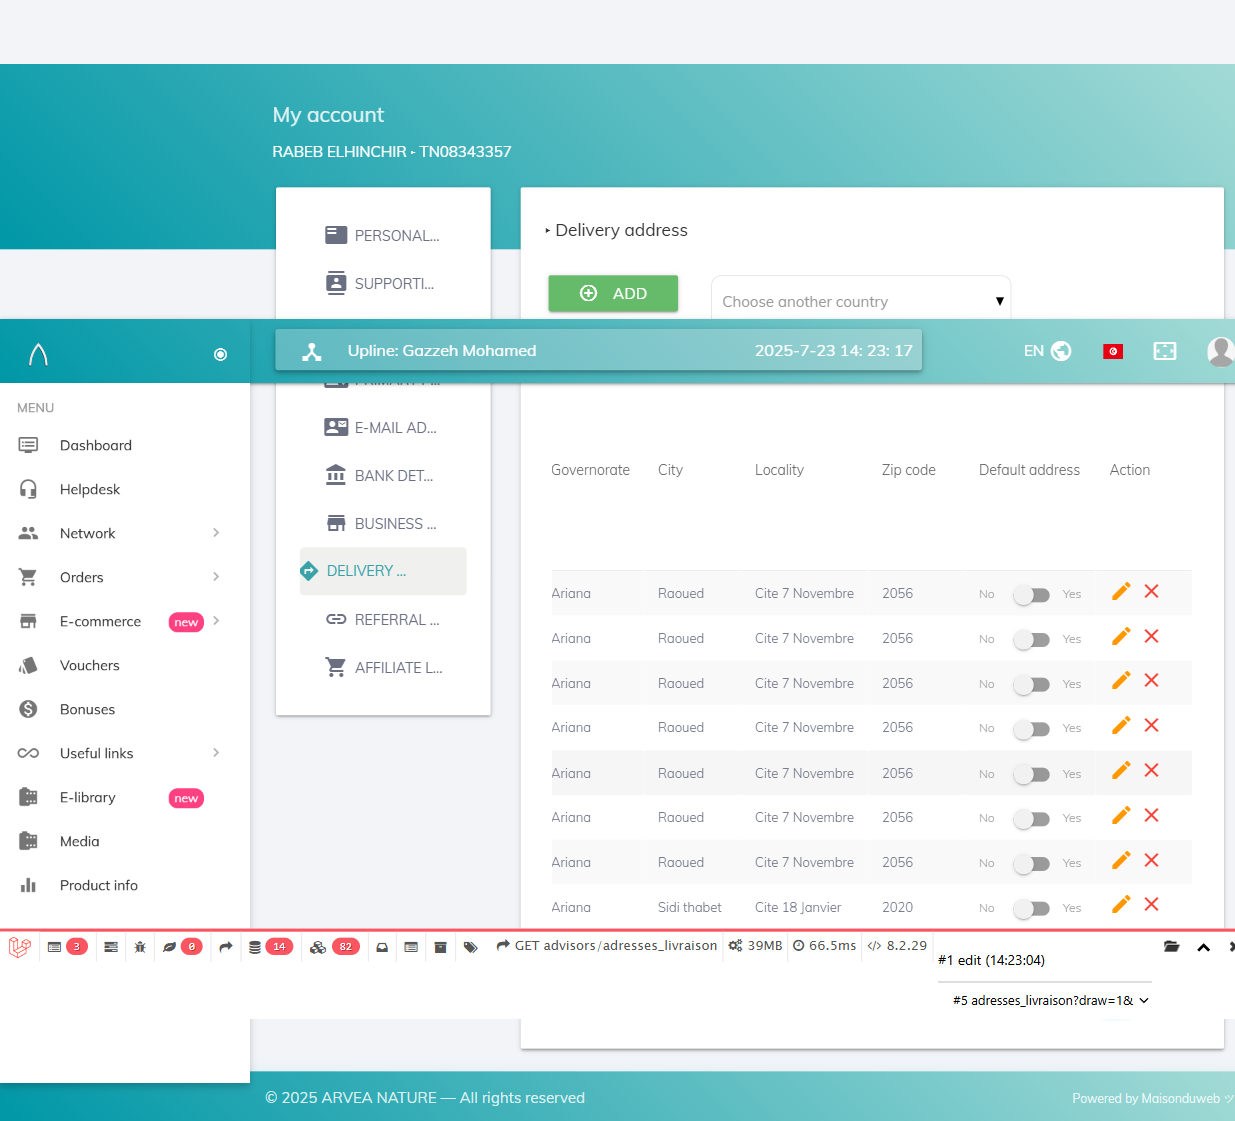 My account
RABEB ELHINCHIR - TN08343357
PERSONAL...
SUPPORTI...
Delivery address
ADD
Choose another country
Upline: Gazzeh Mohamed
2025-7-23 14: 23: 17
EN
MENU
Dashboard
Helpdesk
Network
Orders
E-commerce new
Vouchers
Bonuses
Useful links
E-library new
Media
Product info
E-MAIL AD...
BANK DET...
BUSINESS ...
DELIVERY ...
REFERRAL ...
AFFILIATE L...
Governorate City Locality Zip code Default address Action
Ariana Raoued Cite 7 Novembre 2056 No Yes
Ariana Raoued Cite 7 Novembre 2056 No Yes
Ariana Raoued Cite 7 Novembre 2056 No Yes
Ariana Raoued Cite 7 Novembre 2056 No Yes
Ariana Raoued Cite 7 Novembre 2056 No Yes
Ariana Raoued Cite 7 Novembre 2056 No Yes
Ariana Raoued Cite 7 Novembre 2056 No Yes
Ariana Sidi thabet Cite 18 Janvier 2020 No Yes
3 0 14 82 GET advisors/adresses_livraison 39MB 66.5ms 8.2.29
#1 edit (14:23:04)
#5 adresses_livraison?draw=1&
© 2025 ARVEA NATURE — All rights reserved
Powered by Maisonduweb ツ